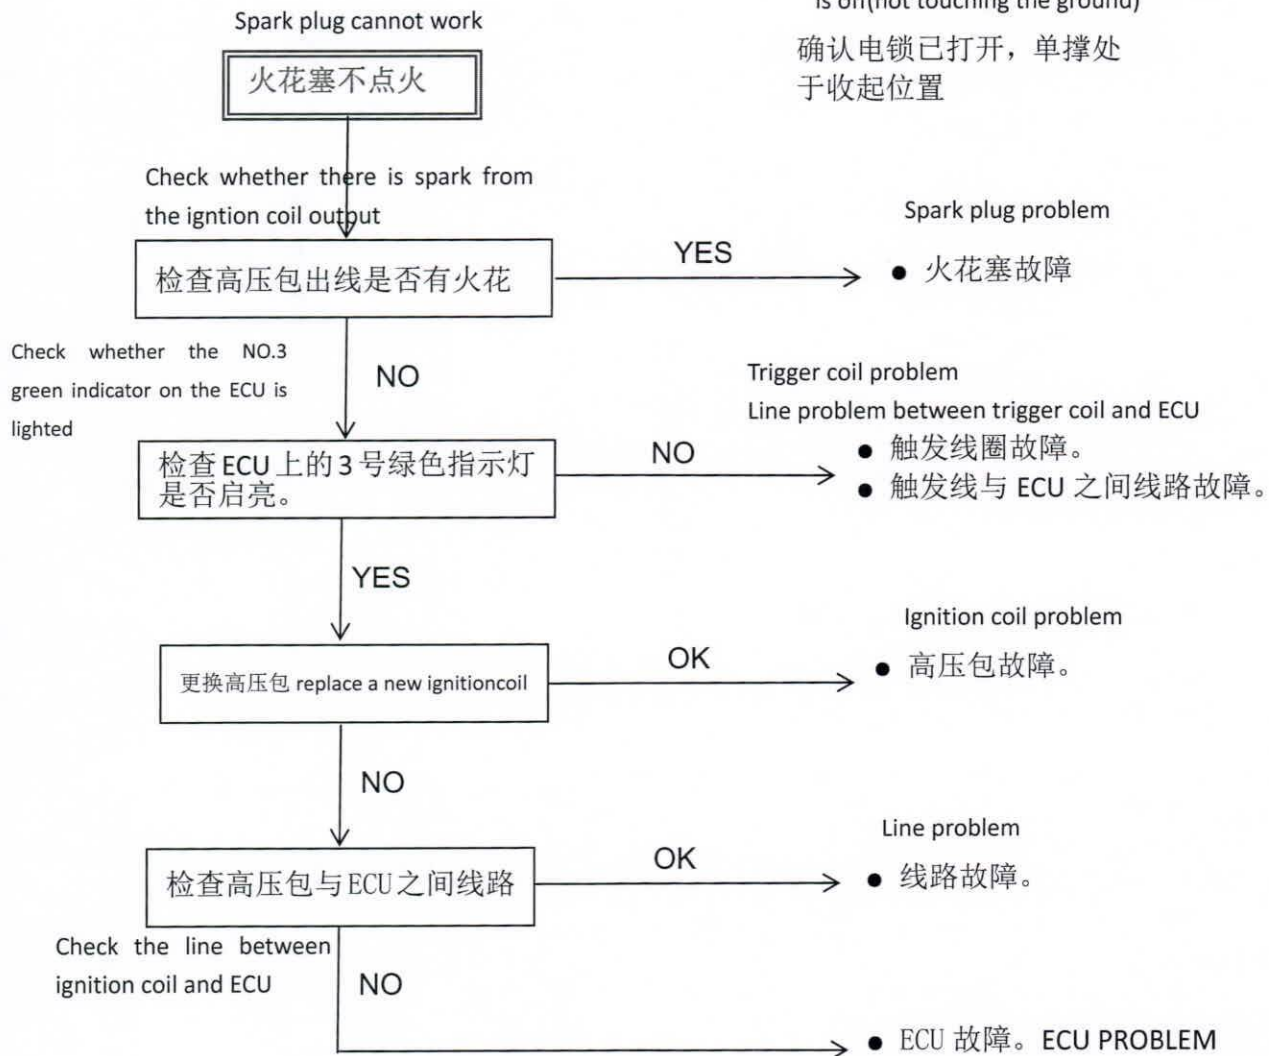 is on(not touching the ground)
Spark plug cannot work
确认电锁已打开，单撑处
于收起位置
火花塞不点火
Check whether there is spark from
the igntion coil output
Spark plug problem
检查高压包出线是否有火花
YES
● 火花塞故障
Check whether the NO.3
green indicator on the ECU is
lighted
NO
Trigger coil problem
Line problem between trigger coil and ECU
检查ECU上的3号绿色指示灯
是否启亮。
NO
● 触发线圈故障。
● 触发线与 ECU 之间线路故障。
YES
Ignition coil problem
更换高压包 replace a new ignitioncoil
OK
● 高压包故障。
NO
Line problem
检查高压包与ECU之间线路
OK
● 线路故障。
Check the line between
ignition coil and ECU
NO
● ECU 故障。ECU PROBLEM